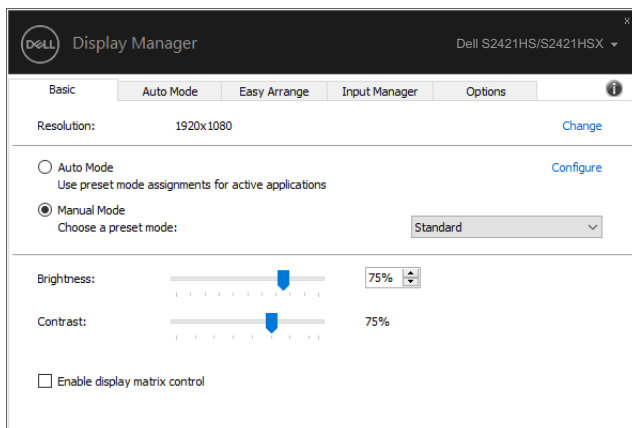 x
DELL Display Manager Dell S2421HS/S2421HSX
Basic Auto Mode Easy Arrange Input Manager Options i
Resolution: 1920x1080 Change
Auto Mode Configure
Use preset mode assignments for active applications
Manual Mode
Choose a preset mode: Standard
Brightness: 75%
Contrast: 75%
Enable display matrix control